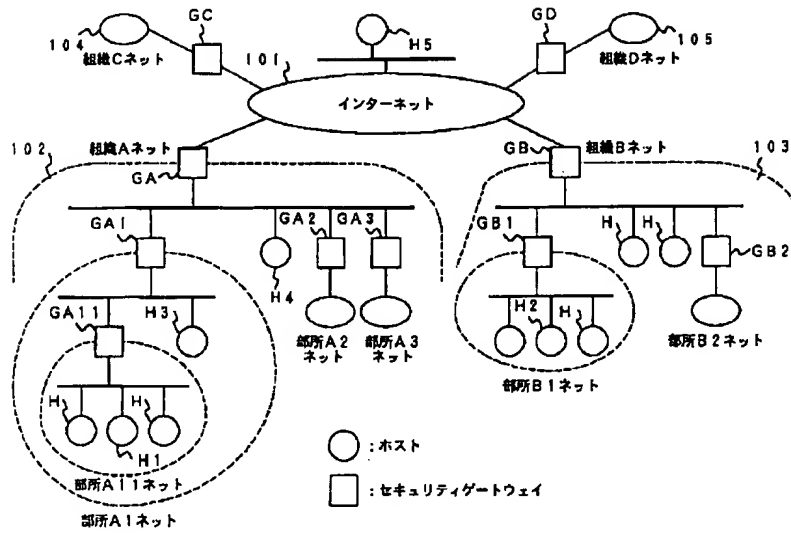 GC
GD
104
組織Cネット
101
H5
105
組織Dネット
インターネット
102
組織Aネット
GA
GB
組織Bネット
103
GA1
GA2
GA3
H4
GB1
H
H
GB2
GA11
H3
部所A2
ネット
部所A3
ネット
H2
H
部所B2ネット
部所B1ネット
H
H
H1
部所A11ネット
部所A1ネット
:ホスト
:セキュリティゲートウェイ